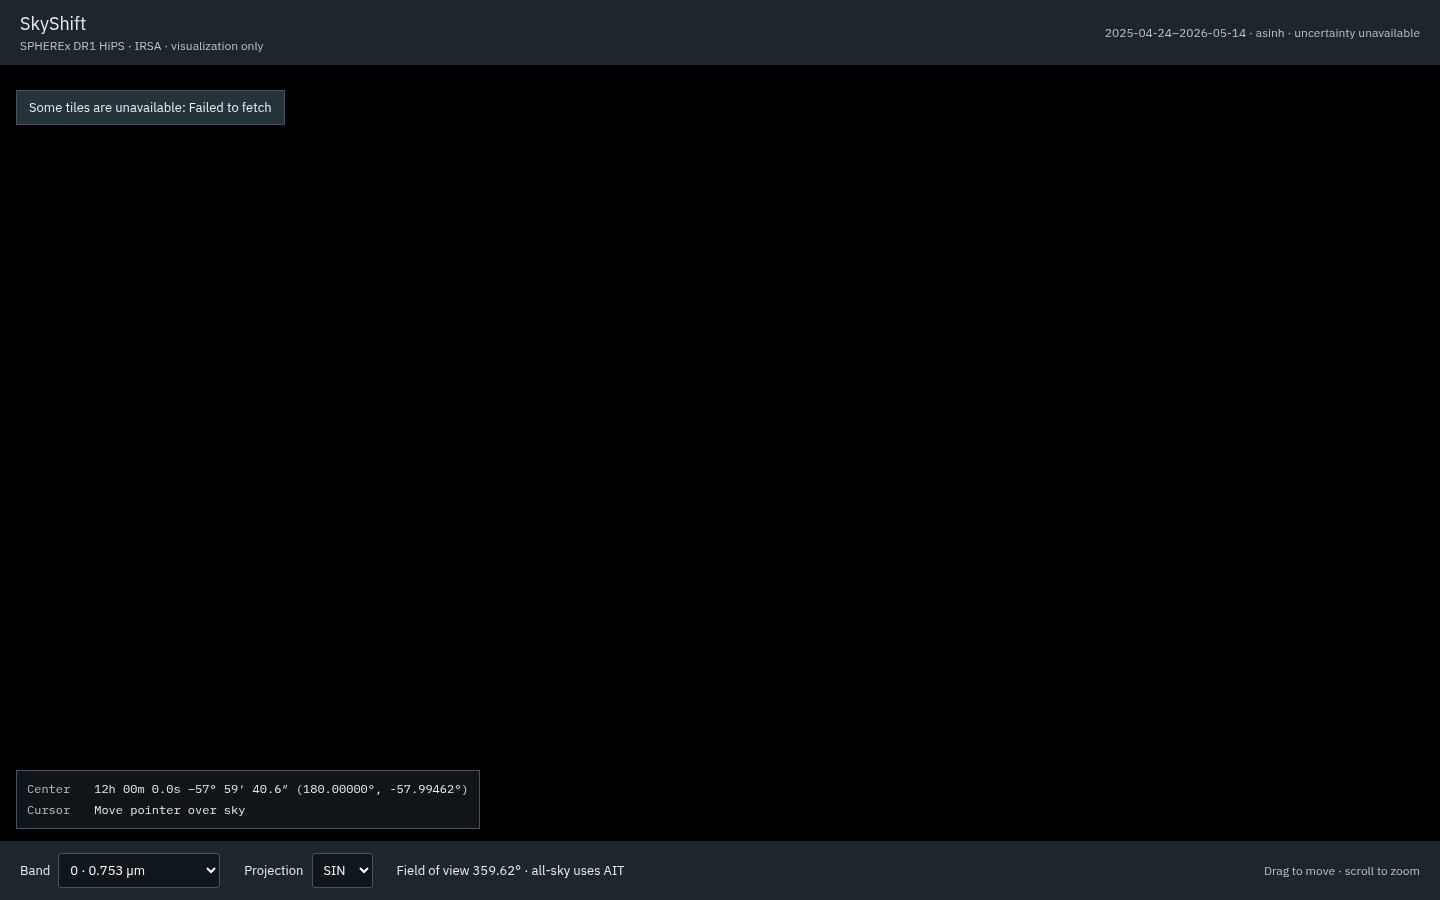 SkyShift
SPHEREx DR1 HiPS · IRSA · visualization only
2025-04-24–2026-05-14 · asinh · uncertainty unavailable
Some tiles are unavailable: Failed to fetch
Center 12h 00m 0.0s −57° 59′ 40.6″ (180.00000°, -57.99462°)
Cursor Move pointer over sky
Band 0 · 0.753 µm Projection SIN Field of view 359.62° · all-sky uses AIT Drag to move · scroll to zoom